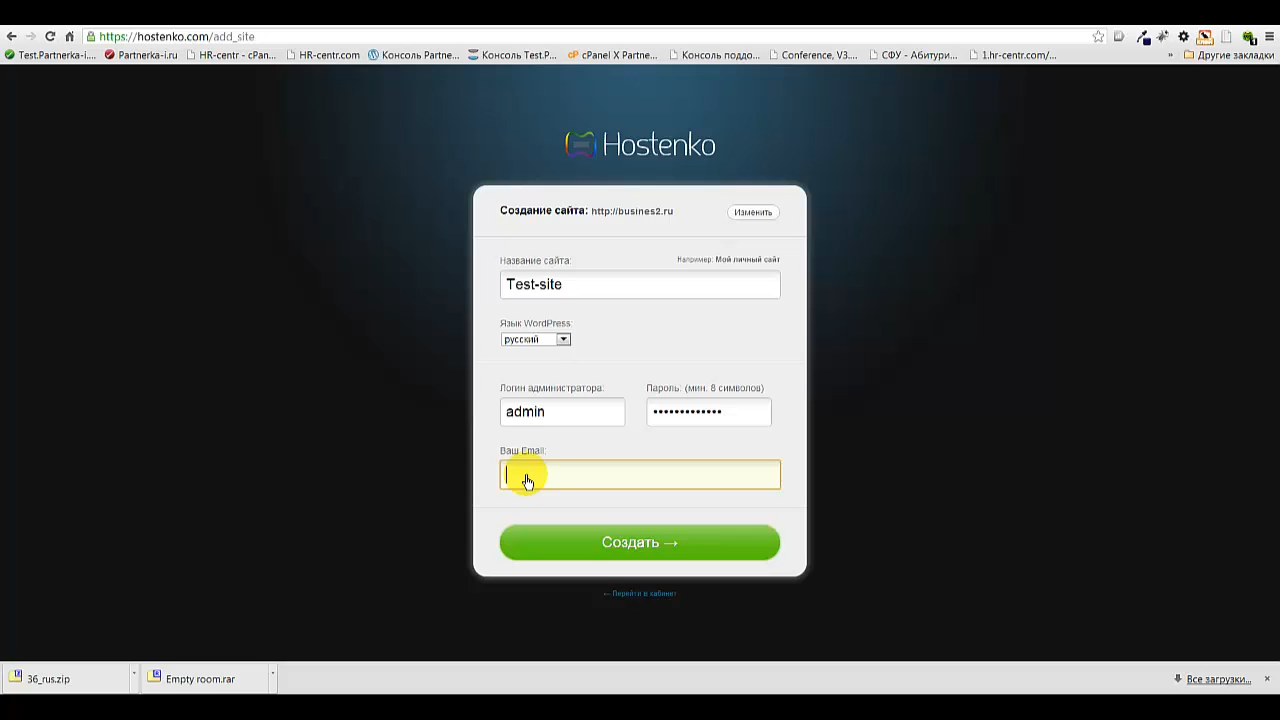 https://hostenko.com/add_site
Test.Partnerka-i....
Partnerka-i.ru
HR-centr - cPan...
HR-centr.com
Консоль Partne...
Консоль Test.P...
cPanel X Partne...
Консоль поддо...
Conference, V3....
СФУ - Абитури...
1.hr-centr.com/...
»
Другие закладки
Hostenko
Создание сайта: http://busines2.ru
Изменить
Название сайта:
Например: Мой личный сайт
Test-site
Язык WordPress:
русский
Логин администратора:
Пароль: (мин. 8 символов)
admin
•••••••••••••
Ваш Email:
Создать →
← Перейти в кабинет
36_rus.zip
Empty room.rar
Все загрузки...